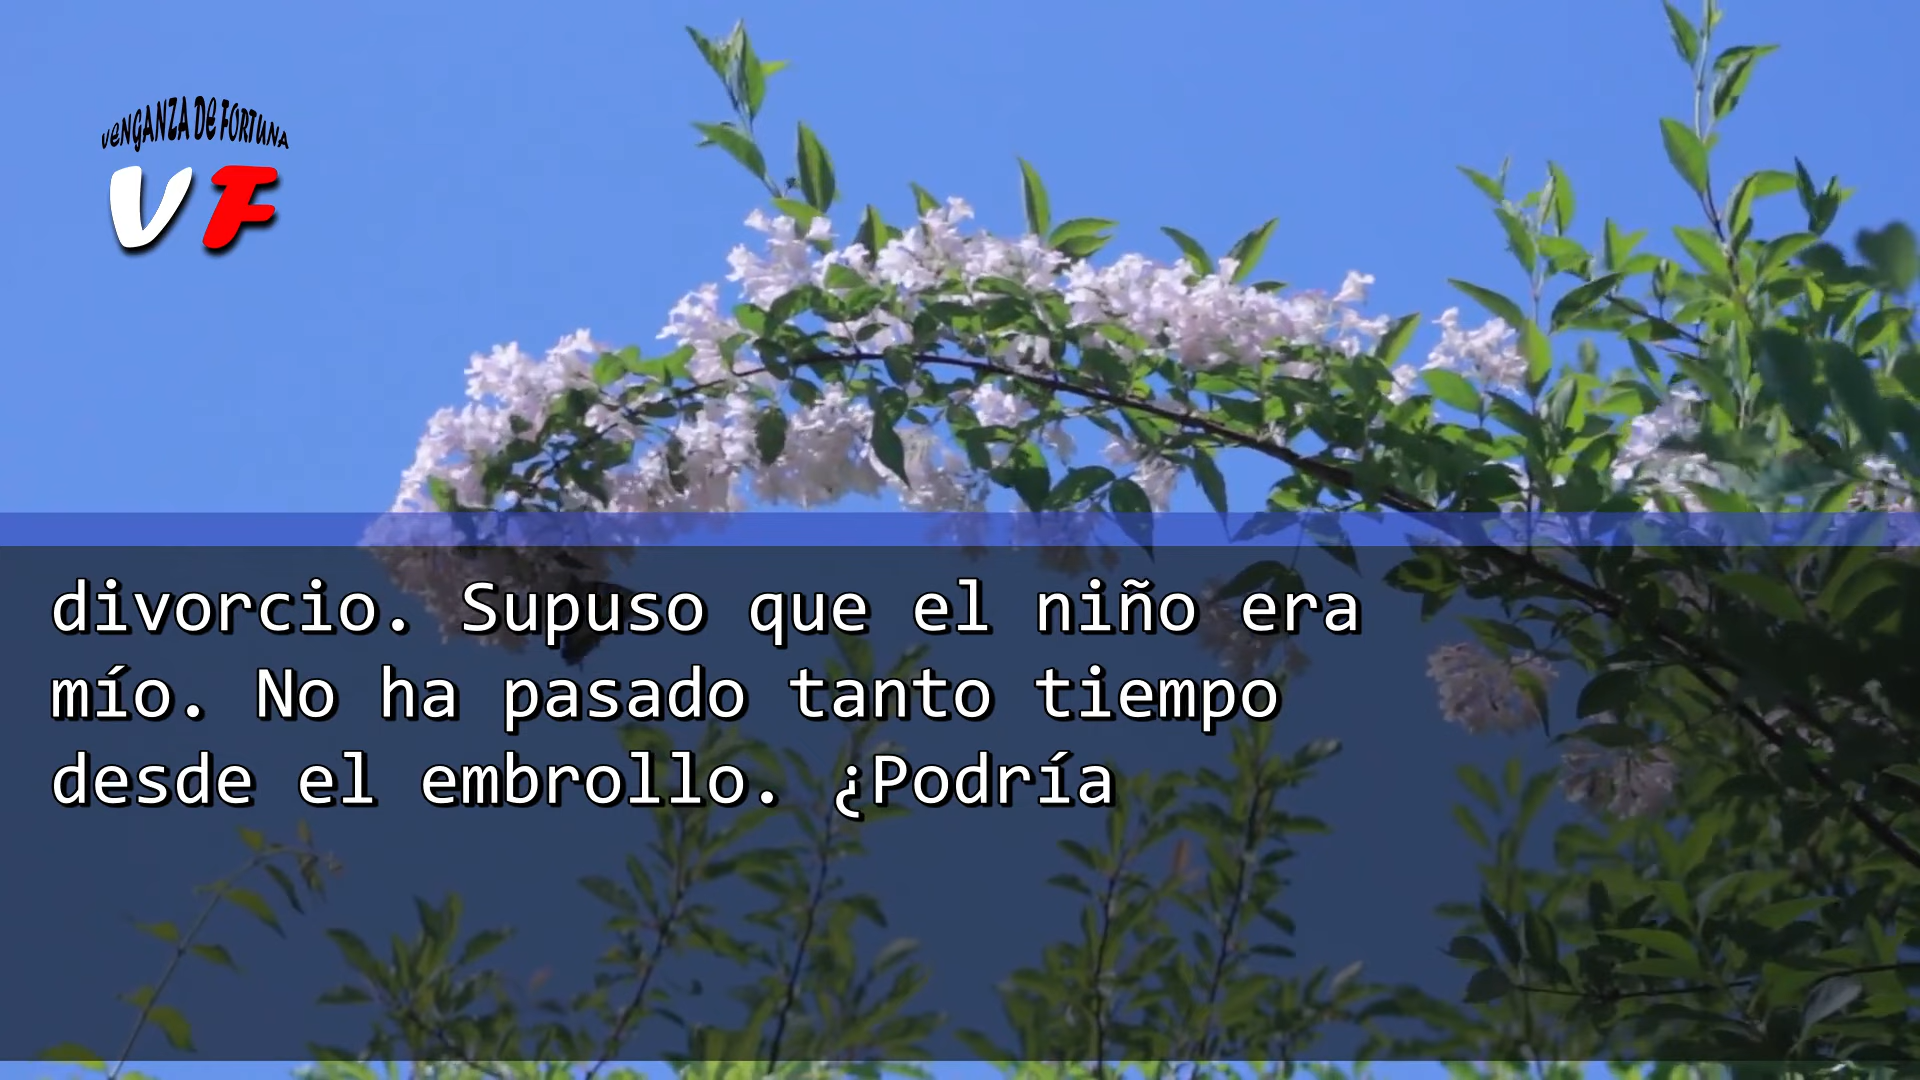 VENGANZA DE FORTUNA
VF
divorcio. Supuso que el niño era
mío. No ha pasado tanto tiempo
desde el embrollo. ¿Podría